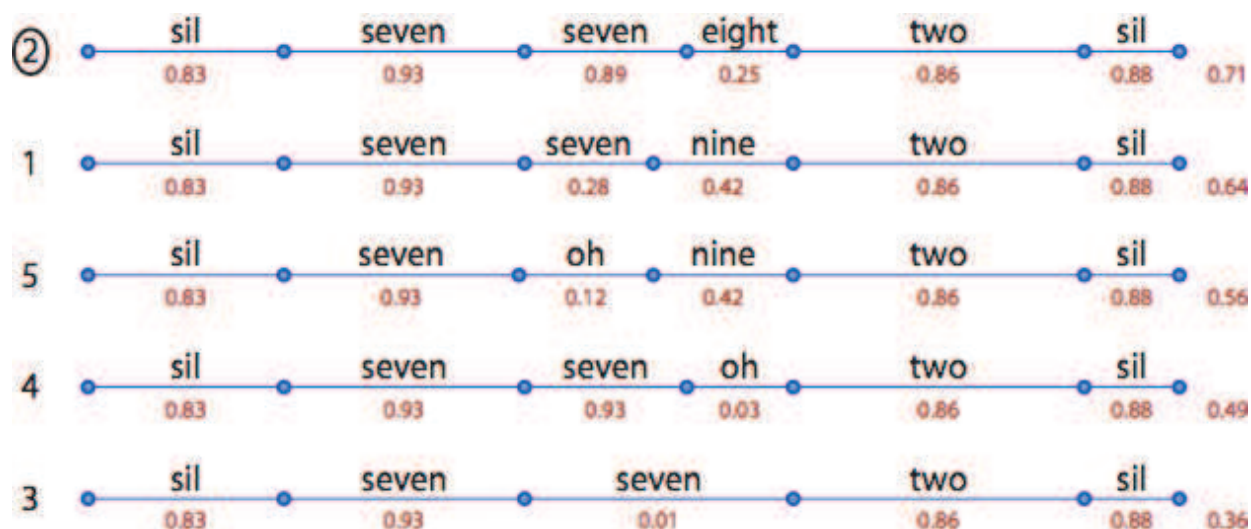 sil seven seven eight two sil
2 0.83 0.93 0.89 0.25 0.86 0.88 0.71
sil seven seven nine two sil
1 0.83 0.93 0.28 0.42 0.86 0.88 0.64
sil seven oh nine two sil
5 0.83 0.93 0.12 0.42 0.86 0.88 0.56
sil seven seven oh two sil
4 0.83 0.93 0.93 0.03 0.86 0.88 0.49
sil seven seven two sil
3 0.83 0.93 0.01 0.86 0.88 0.36